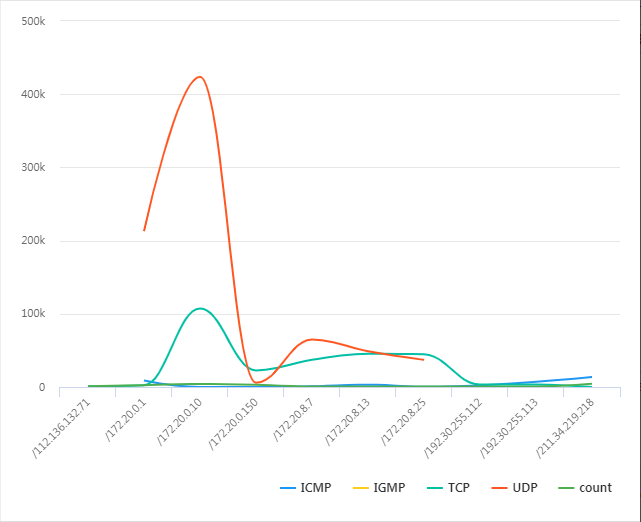 500k
400k
300k
200k
100k
0
/112.136.132.71
/172.20.0.1
/172.20.0.10
/172.20.0.150
/172.20.8.7
/172.20.8.13
/172.20.8.25
/192.30.255.112
/192.30.255.113
/211.34.219.218
ICMP IGMP TCP UDP count